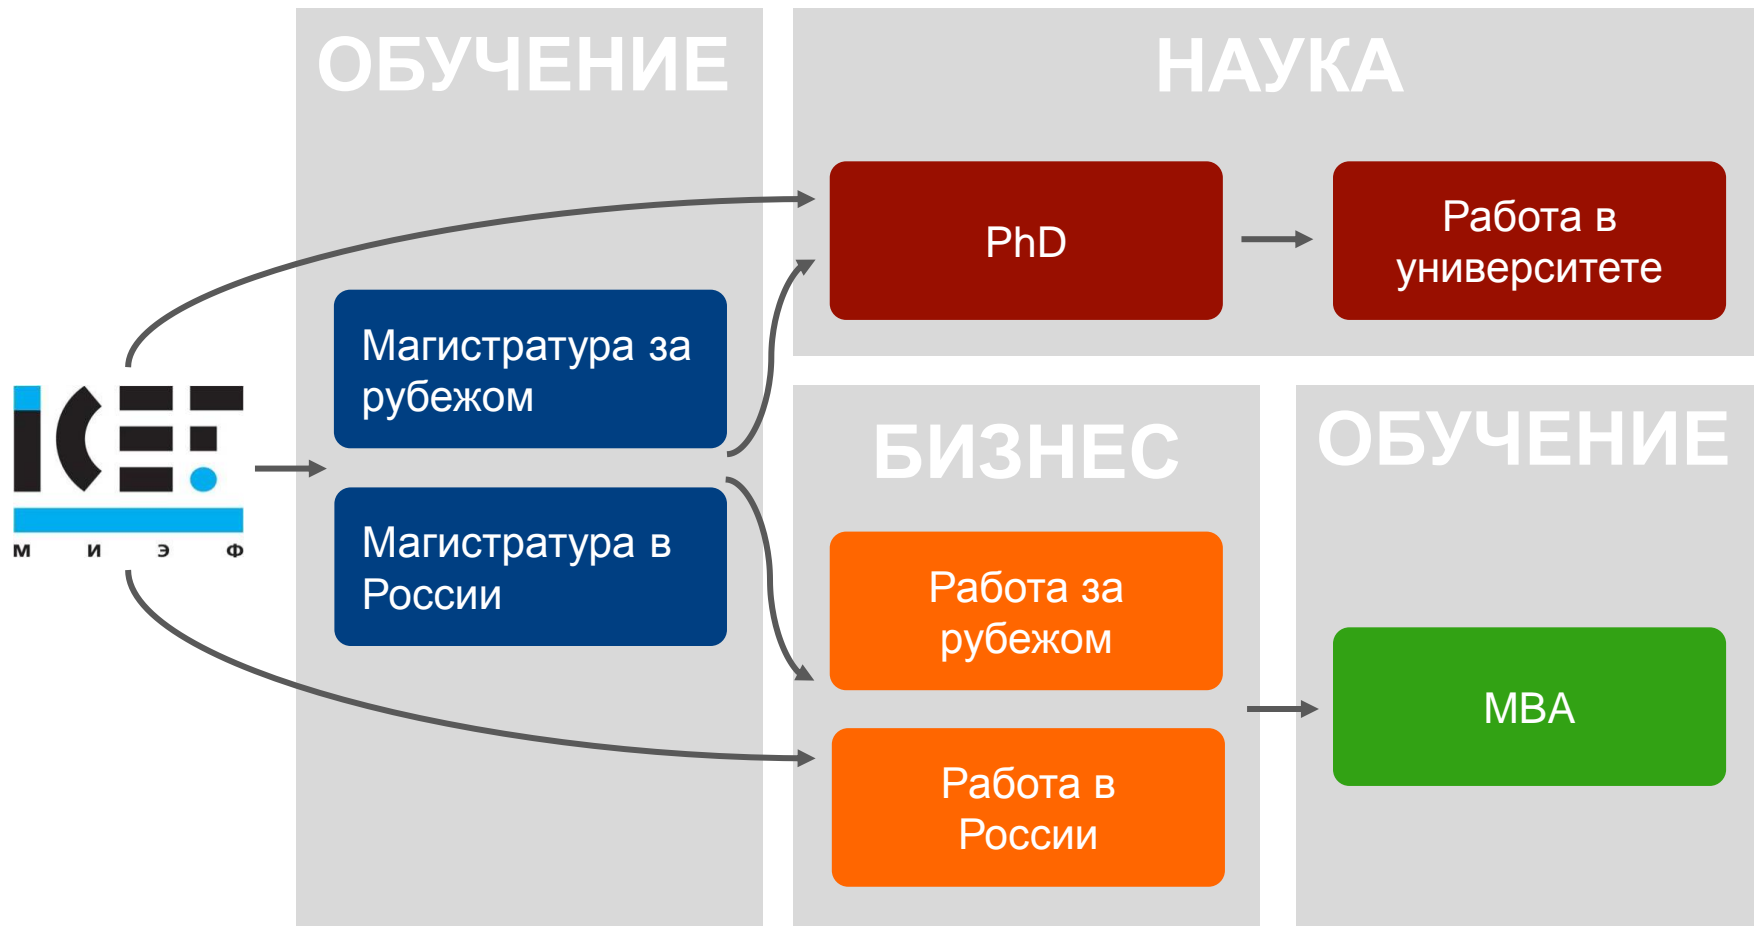 ОБУЧЕНИЕ
НАУКА
PhD
Работа в
университете
Магистратура за
рубежом
ICEF
М И Э Ф
Магистратура в
России
БИЗНЕС
Работа за
рубежом
Работа в
России
ОБУЧЕНИЕ
MBA